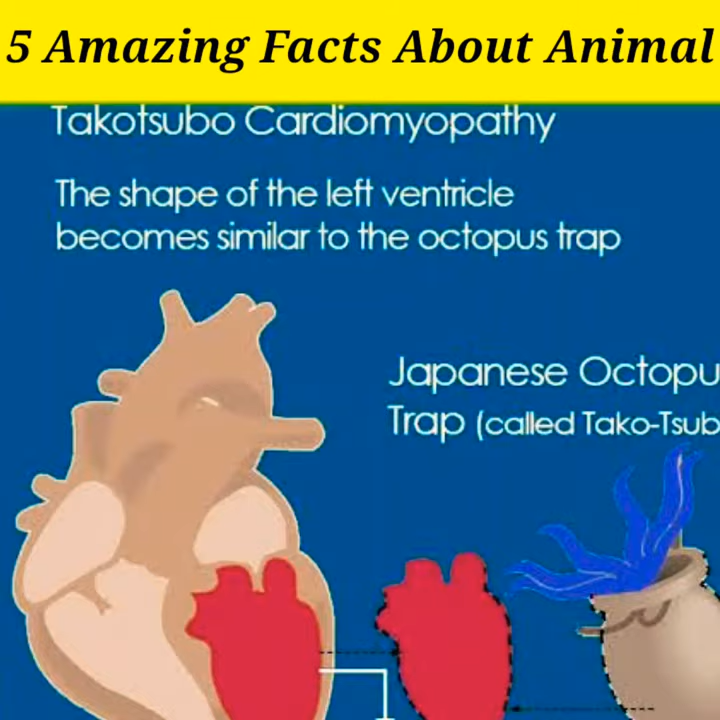 5 Amazing Facts About Animal
Takotsubo Cardiomyopathy
The shape of the left ventricle
becomes similar to the octopus trap
Japanese Octopu
Trap (called Tako-Tsub